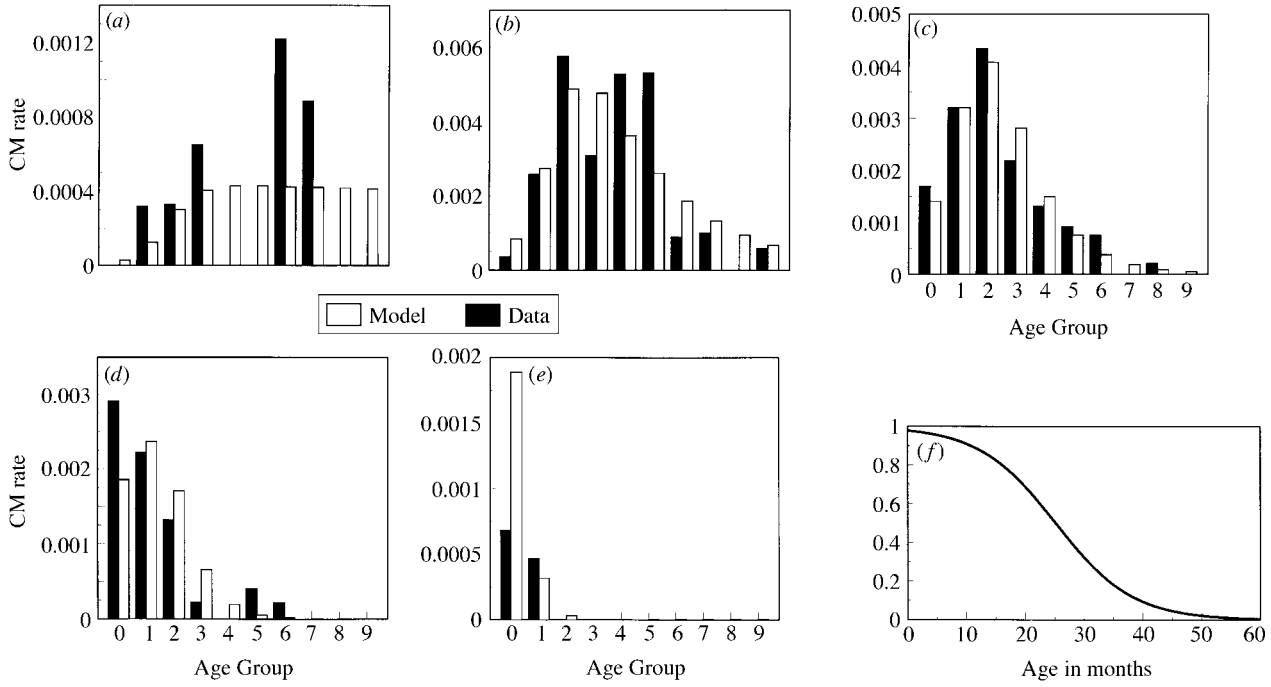 (a)
0.0012
0.0008
0.0004
0
CM rate
(b)
0.006
0.004
0.002
0
(c)
0.005
0.004
0.003
0.002
0.001
0
0 1 2 3 4 5 6 7 8 9
Age Group
Model Data
(d)
0.003
0.002
0.001
0
CM rate
0 1 2 3 4 5 6 7 8 9
Age Group
(e)
0.002
0.0015
0.001
0.0005
0
0 1 2 3 4 5 6 7 8 9
Age Group
(f)
1
0.8
0.6
0.4
0.2
0
0 10 20 30 40 50 60
Age in months